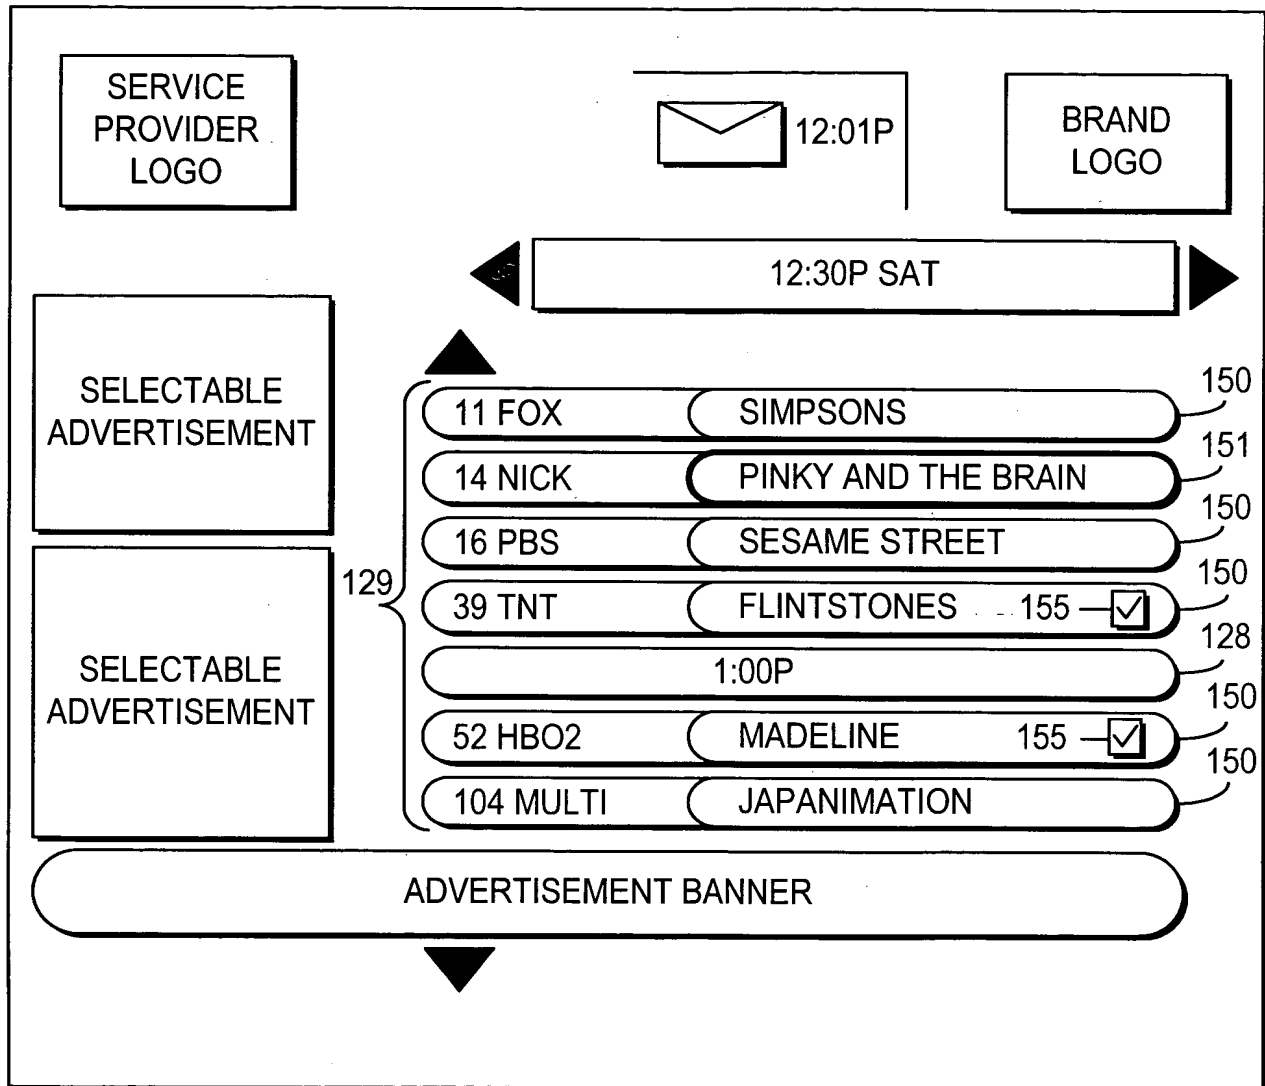 SERVICE
PROVIDER
LOGO
12:01P
BRAND
LOGO
12:30P SAT
SELECTABLE
ADVERTISEMENT
SELECTABLE
ADVERTISEMENT
129
11 FOX SIMPSONS 150
14 NICK PINKY AND THE BRAIN 151
16 PBS SESAME STREET 150
39 TNT FLINTSTONES 155 150
1:00P 128
52 HBO2 MADELINE 155 150
104 MULTI JAPANIMATION 150
ADVERTISEMENT BANNER